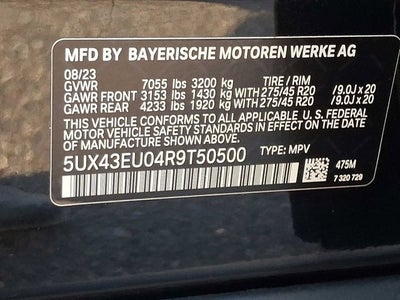 MFD BY BAYERISCHE MOTOREN WERKE AG
08/23
GVWR 7055 lbs 3200 kg TIRE / RIM
GAWR FRONT 3153 lbs 1430 kg WITH 275/45 R20 /9.0J x 20
GAWR REAR 4233 lbs 1920 kg WITH 275/45 R20 /9.0J x 20
THIS VEHICLE CONFORMS TO ALL APPLICABLE U.S. FEDERAL
MOTOR VEHICLE SAFETY STANDARDS IN EFFECT ON THE DATE OF
MANUFACTURE SHOWN ABOVE.
5UX43EU04R9T50500 TYPE: MPV
475M
7 320 729